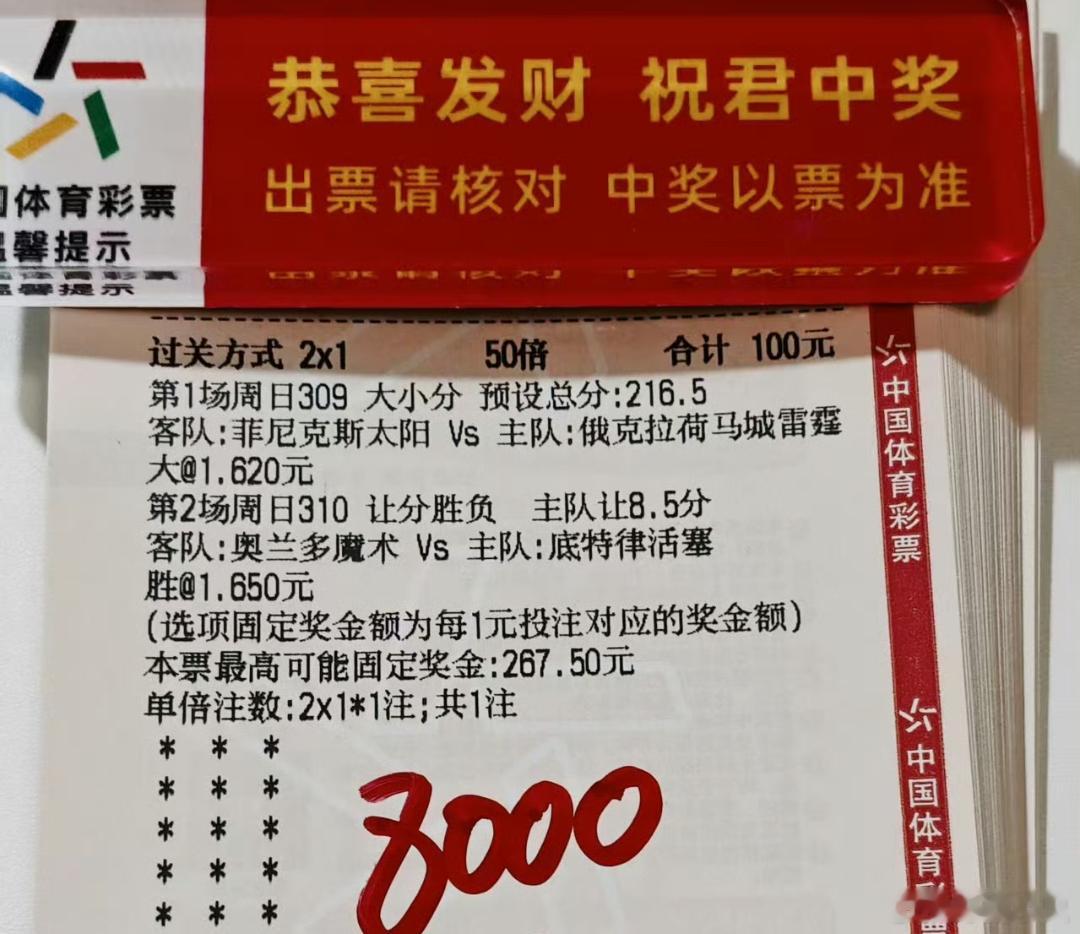 恭喜发财 祝君中奖
出票请核对 中奖以票为准
国体育彩票
温馨提示
过关方式 2x1 50倍 合计 100元
第1场周日309 大小分 预设总分:216.5
客队:菲尼克斯太阳 Vs 主队:俄克拉荷马城雷霆
大@1.620元
第2场周日310 让分胜负 主队让8.5分
客队:奥兰多魔术 Vs 主队:底特律活塞
胜@1.650元
(选项固定奖金额为每1元投注对应的奖金额)
本票最高可能固定奖金:267.50元
单倍注数:2x1*1注;共1注
* * *
* * *
* * *
* * *
* * *
8000
中国体育彩票
中国体育彩票